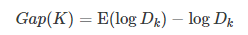 Gap(K) = E(log D_k) − log D_k